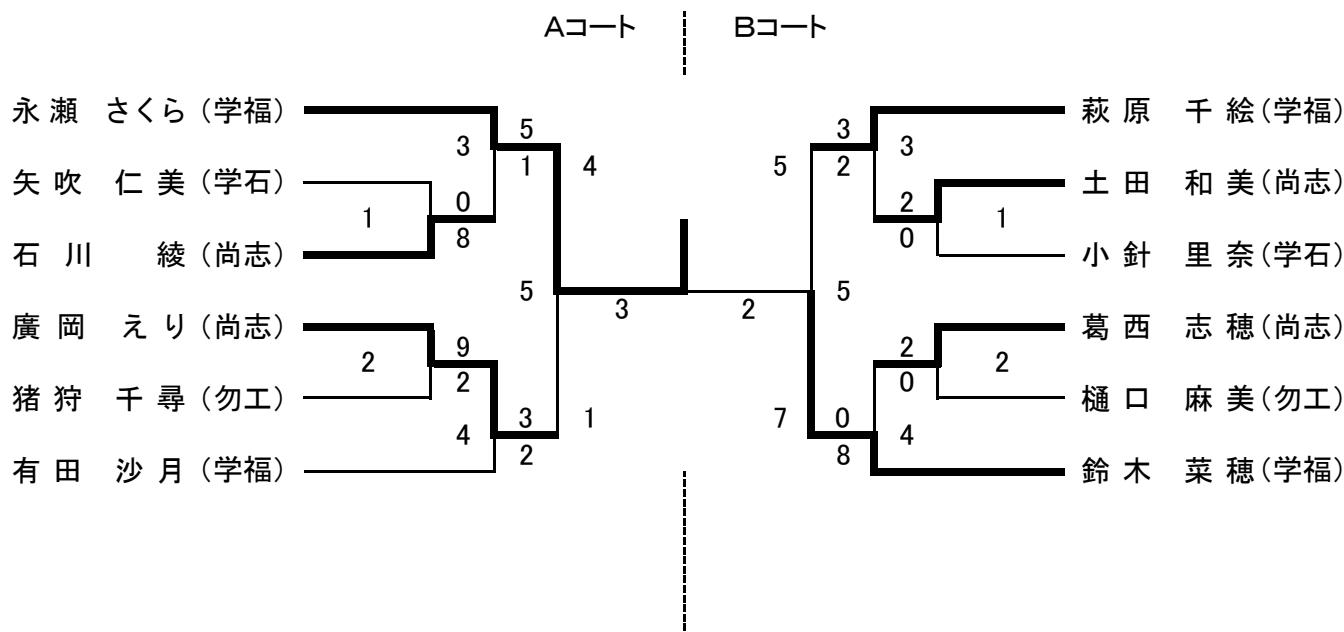 Aコート Bコート
永瀬 さくら (学福) 萩原 千絵(学福)
5 3
3 3
1 4 5 2
矢吹 仁美 (学石) 土田 和美(尚志)
0 2
1 1
8 0
石川 綾 (尚志) 小針 里奈(学石)
5 5
3 2
廣岡 えり (尚志) 葛西 志穂(尚志)
9 2
2 2
2 0
猪狩 千尋 (勿工) 樋口 麻美(勿工)
3 1 7 0
4 4
2 8
有田 沙月 (学福) 鈴木 菜穂(学福)